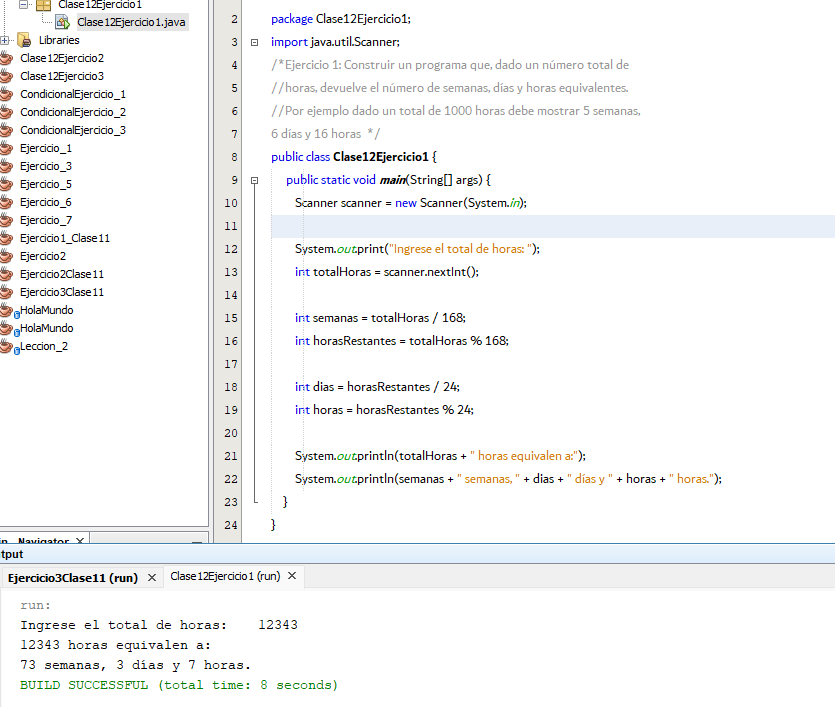 Clase12Ejercicio1
Clase12Ejercicio1.java
Libraries
Clase12Ejercicio2
Clase12Ejercicio3
CondicionalEjercicio_1
CondicionalEjercicio_2
CondicionalEjercicio_3
Ejercicio_1
Ejercicio_3
Ejercicio_5
Ejercicio_6
Ejercicio_7
Ejercicio1_Clase11
Ejercicio2
Ejercicio2Clase11
Ejercicio3Clase11
HolaMundo
HolaMundo
Leccion_2
2 package Clase12Ejercicio1;
3 import java.util.Scanner;
4 /*Ejercicio 1: Construir un programa que, dado un número total de
5 //horas, devuelve el número de semanas, días y horas equivalentes.
6 //Por ejemplo dado un total de 1000 horas debe mostrar 5 semanas,
7 6 días y 16 horas */
8 public class Clase12Ejercicio1 {
9 public static void main(String[] args) {
10 Scanner scanner = new Scanner(System.in);
11
12 System.out.print("Ingrese el total de horas: ");
13 int totalHoras = scanner.nextInt();
14
15 int semanas = totalHoras / 168;
16 int horasRestantes = totalHoras % 168;
17
18 int dias = horasRestantes / 24;
19 int horas = horasRestantes % 24;
20
21 System.out.println(totalHoras + " horas equivalen a:");
22 System.out.println(semanas + " semanas, " + dias + " días y " + horas + " horas.");
23 }
24 }
Navigator
tput
Ejercicio3Clase11 (run)
Clase12Ejercicio1 (run)
run:
Ingrese el total de horas: 12343
12343 horas equivalen a:
73 semanas, 3 días y 7 horas.
BUILD SUCCESSFUL (total time: 8 seconds)